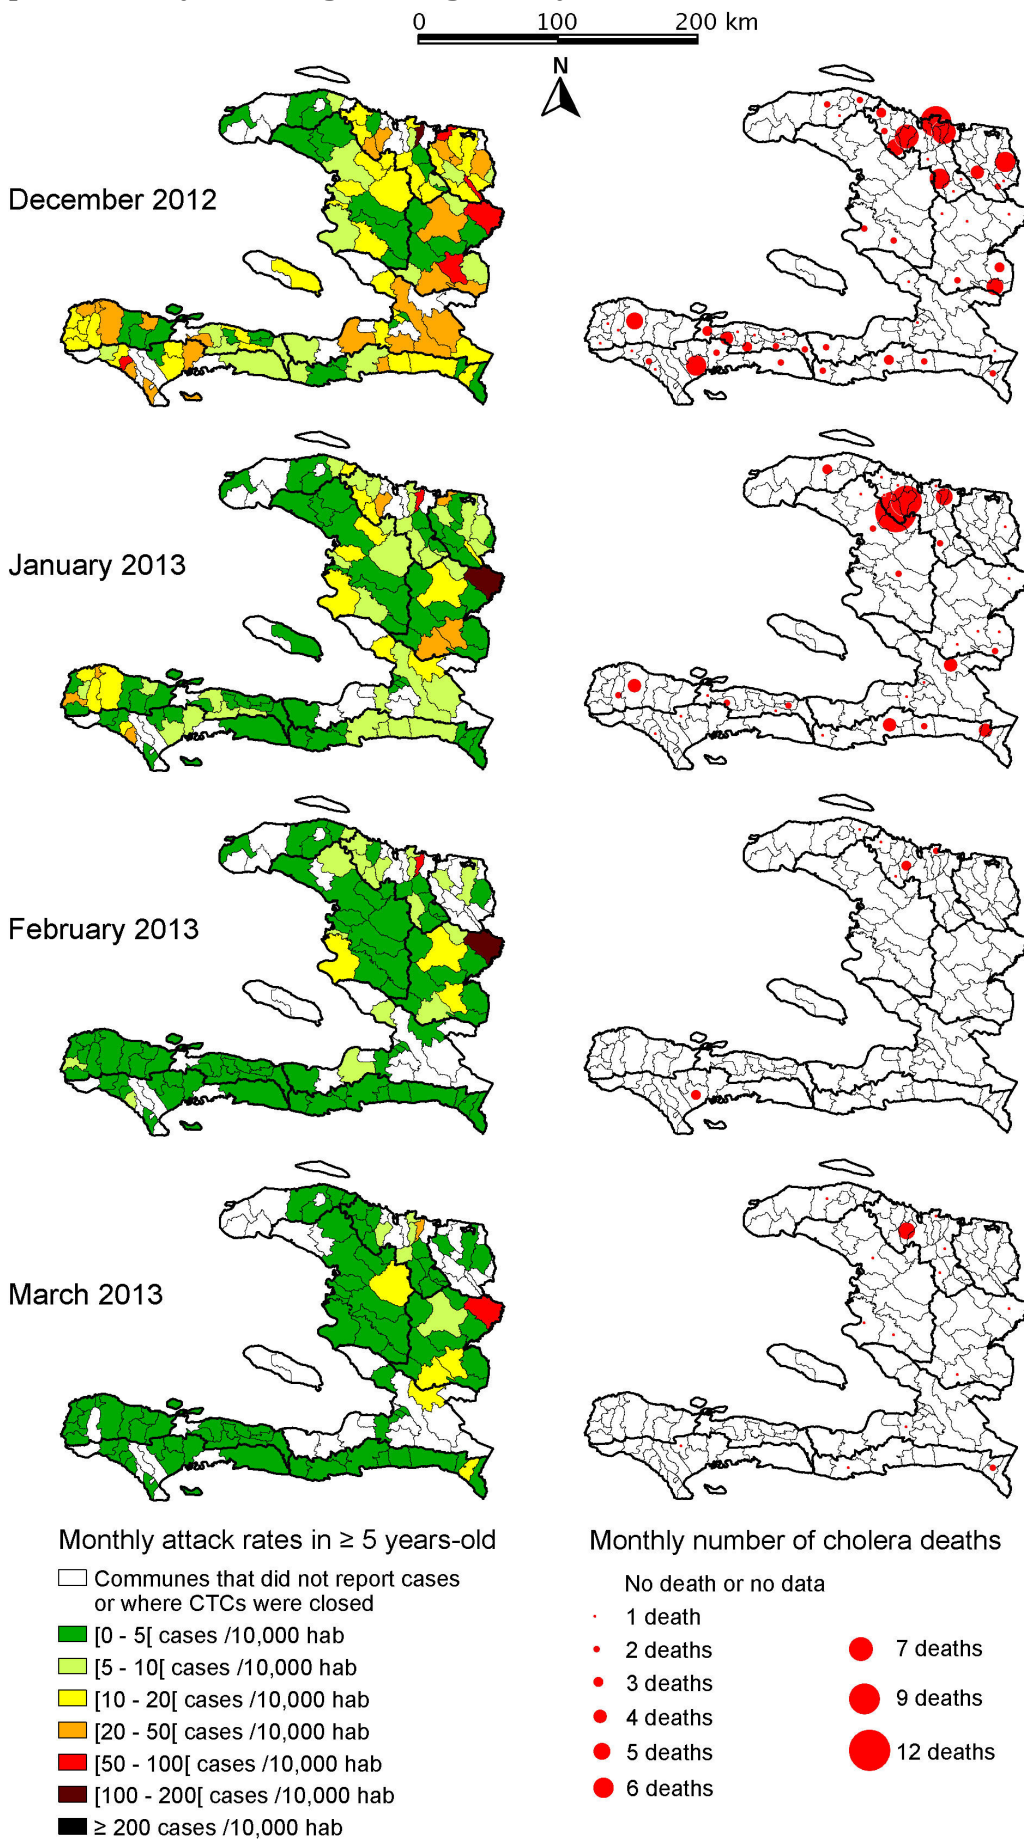 0 100 200 km
N
December 2012
January 2013
February 2013
March 2013
Monthly attack rates in ≥ 5 years-old
Communes that did not report cases
or where CTCs were closed
[0 - 5[ cases /10,000 hab
[5 - 10[ cases /10,000 hab
[10 - 20[ cases /10,000 hab
[20 - 50[ cases /10,000 hab
[50 - 100[ cases /10,000 hab
[100 - 200[ cases /10,000 hab
≥ 200 cases /10,000 hab
Monthly number of cholera deaths
No death or no data
1 death
2 deaths
3 deaths
4 deaths
5 deaths
6 deaths
7 deaths
9 deaths
12 deaths